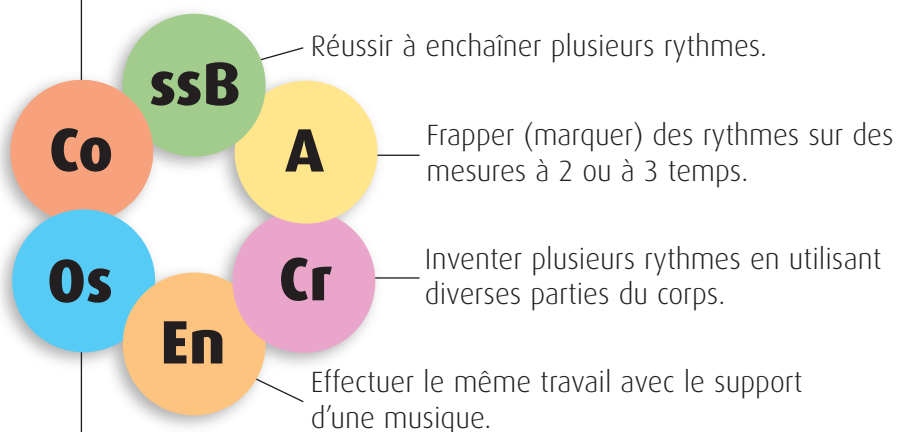 ssB
Réussir à enchaîner plusieurs rythmes.
Co
A
Frapper (marquer) des rythmes sur des
mesures à 2 ou à 3 temps.
Os
Cr
Inventer plusieurs rythmes en utilisant
diverses parties du corps.
En
Effectuer le même travail avec le support
d'une musique.